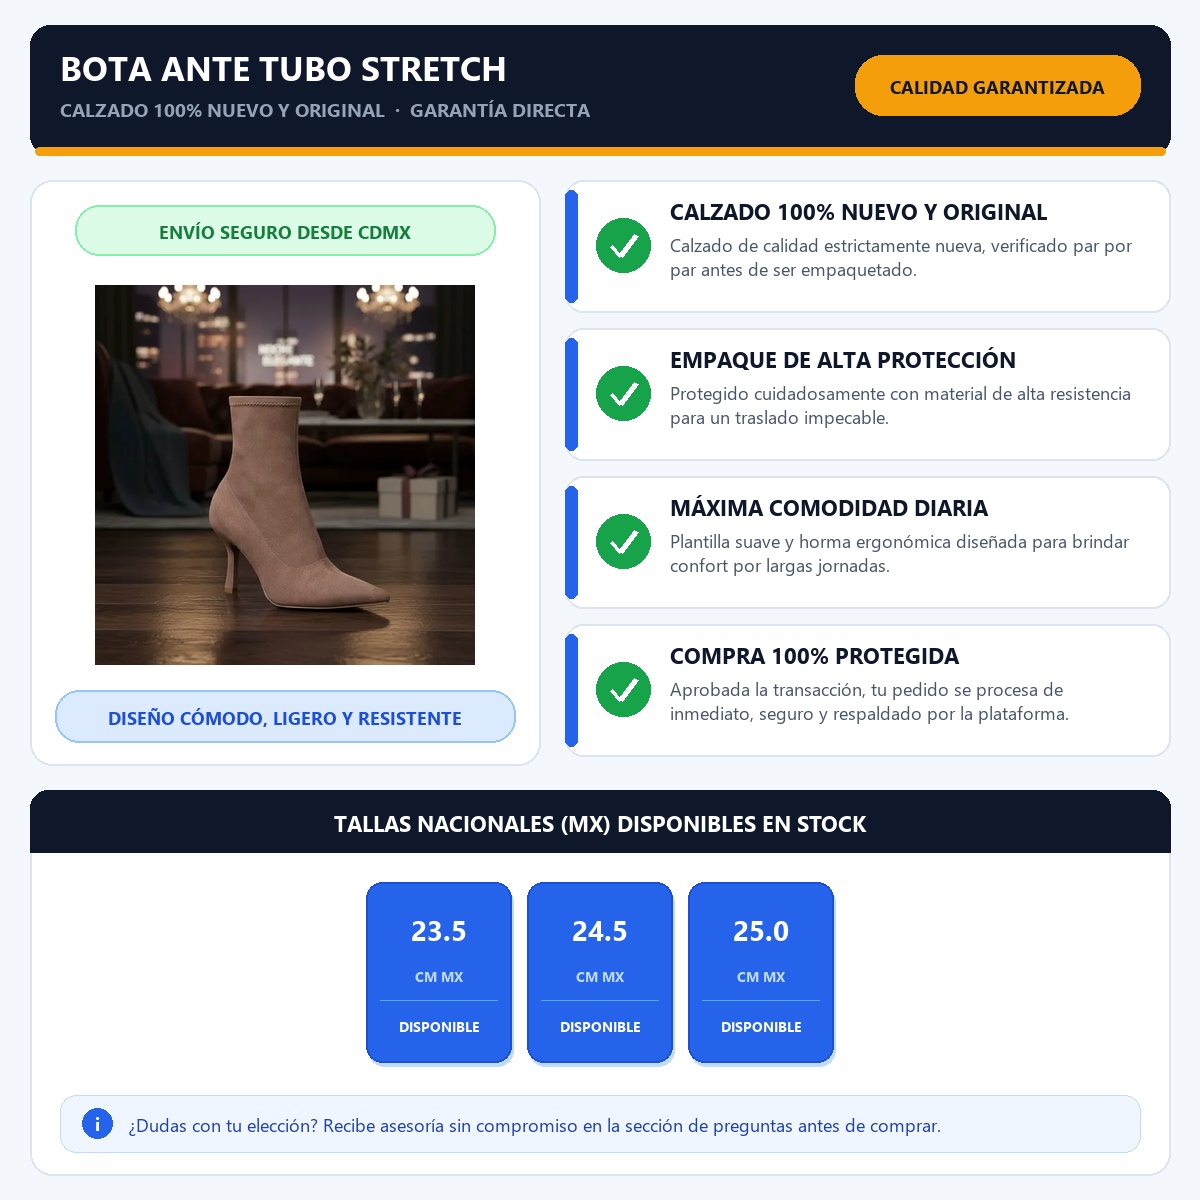 BOTA ANTE TUBO STRETCH
CALZADO 100% NUEVO Y ORIGINAL · GARANTÍA DIRECTA
CALIDAD GARANTIZADA
ENVÍO SEGURO DESDE CDMX
DISEÑO CÓMODO, LIGERO Y RESISTENTE
CALZADO 100% NUEVO Y ORIGINAL
Calzado de calidad estrictamente nueva, verificado par por
par antes de ser empaquetado.
EMPAQUE DE ALTA PROTECCIÓN
Protegido cuidadosamente con material de alta resistencia
para un traslado impecable.
MÁXIMA COMODIDAD DIARIA
Plantilla suave y horma ergonómica diseñada para brindar
confort por largas jornadas.
COMPRA 100% PROTEGIDA
Aprobada la transacción, tu pedido se procesa de
inmediato, seguro y respaldado por la plataforma.
TALLAS NACIONALES (MX) DISPONIBLES EN STOCK
23.5
CM MX
DISPONIBLE
24.5
CM MX
DISPONIBLE
25.0
CM MX
DISPONIBLE
¿Dudas con tu elección? Recibe asesoría sin compromiso en la sección de preguntas antes de comprar.